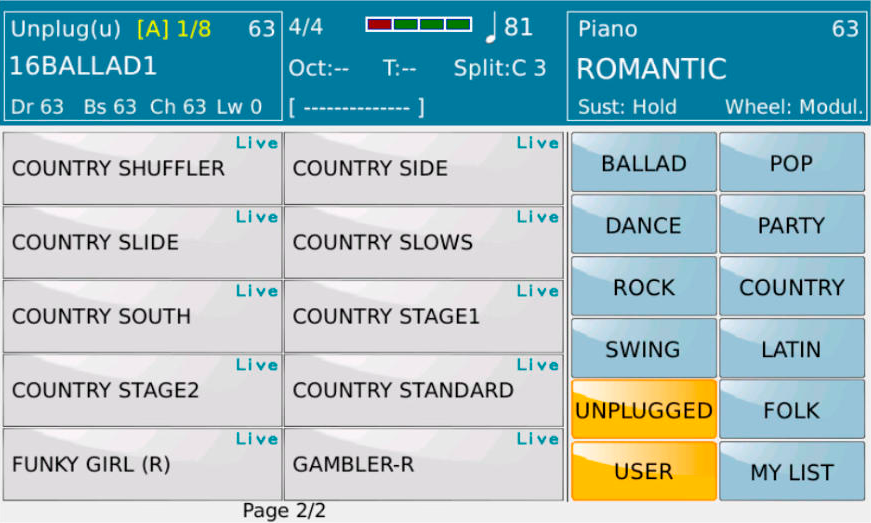 Unplug(u) [A] 1/8 63
16BALLAD1
Dr 63 Bs 63 Ch 63 Lw 0
4/4 81
Oct:-- T:-- Split:C 3
[ -------------- ]
Piano 63
ROMANTIC
Sust: Hold Wheel: Modul.
Live
COUNTRY SHUFFLER
Live
COUNTRY SIDE
Live
COUNTRY SLIDE
Live
COUNTRY SLOWS
Live
COUNTRY SOUTH
Live
COUNTRY STAGE1
Live
COUNTRY STAGE2
Live
COUNTRY STANDARD
Live
FUNKY GIRL (R)
Live
GAMBLER-R
Page 2/2
BALLAD POP
DANCE PARTY
ROCK COUNTRY
SWING LATIN
UNPLUGGED FOLK
USER MY LIST